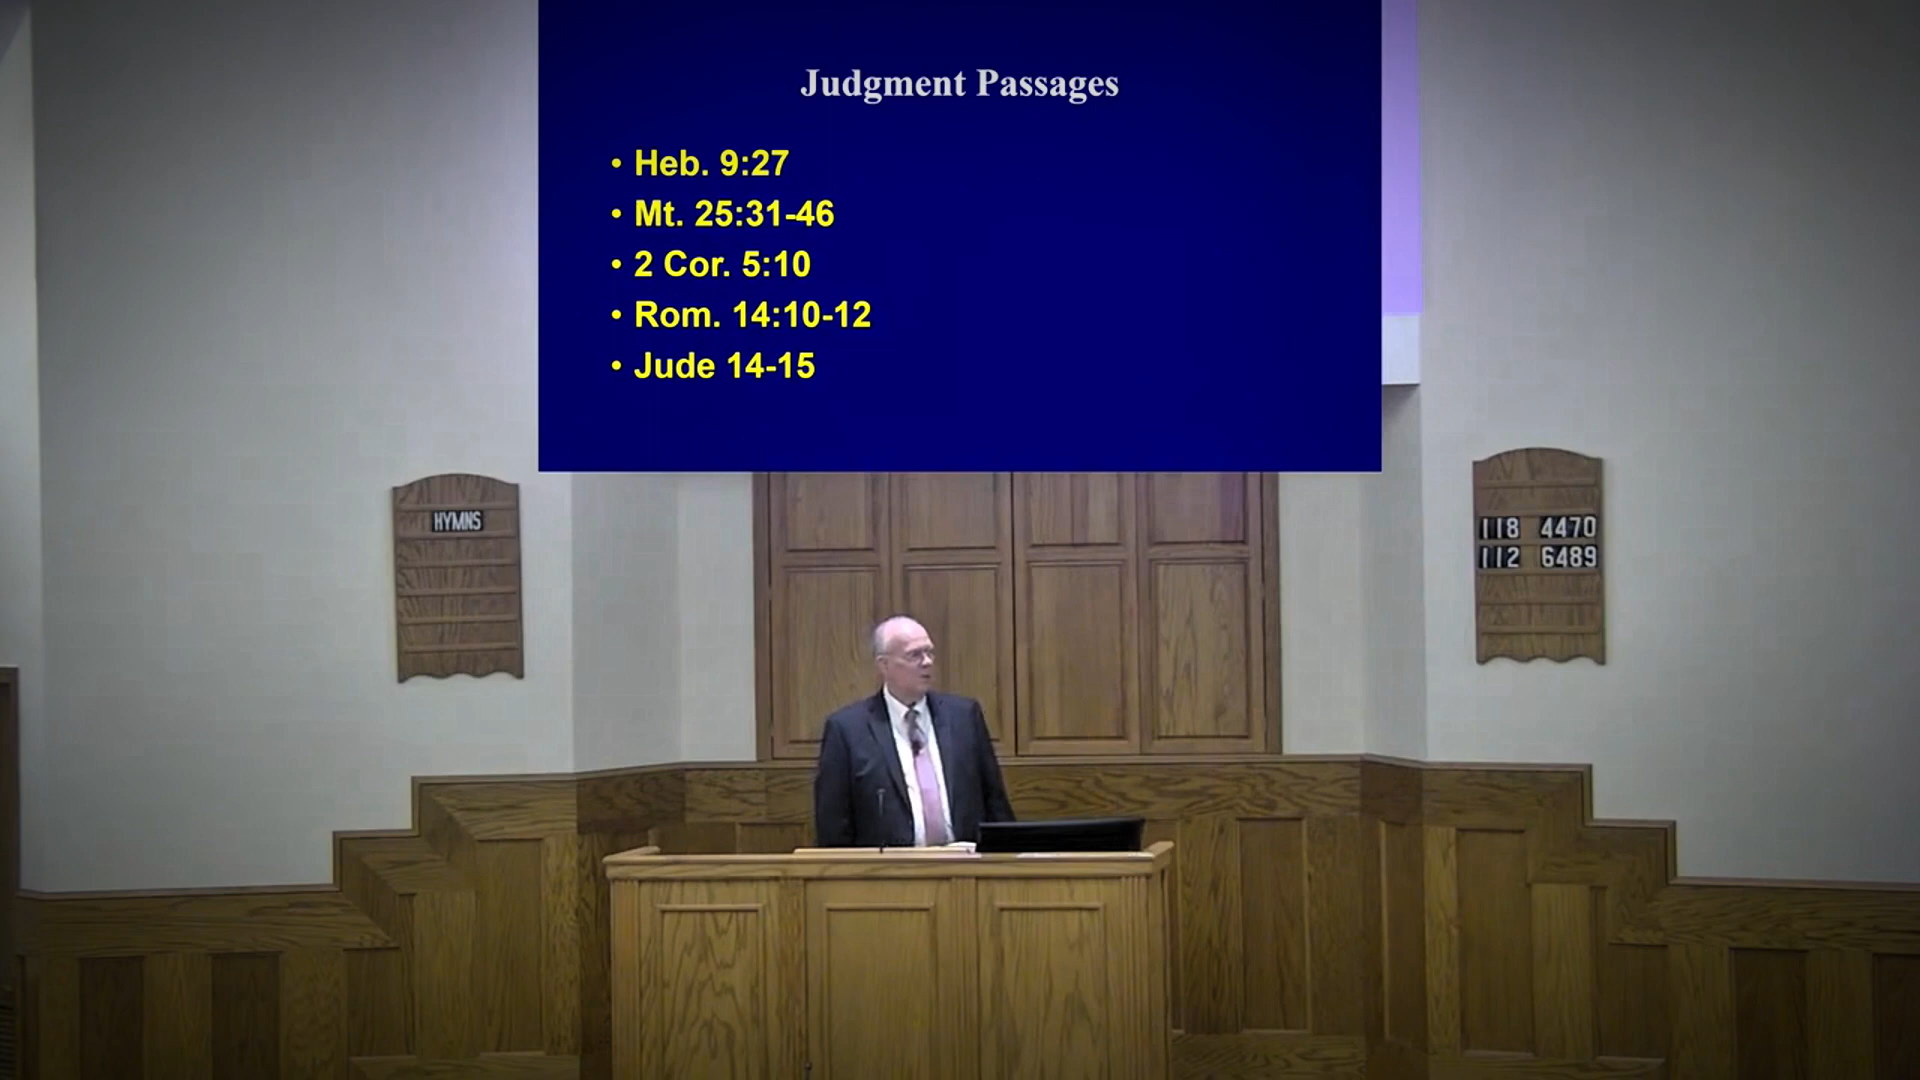 Judgment Passages
• Heb. 9:27
• Mt. 25:31-46
• 2 Cor. 5:10
• Rom. 14:10-12
• Jude 14-15
HYMNS
118 4470
112 6489